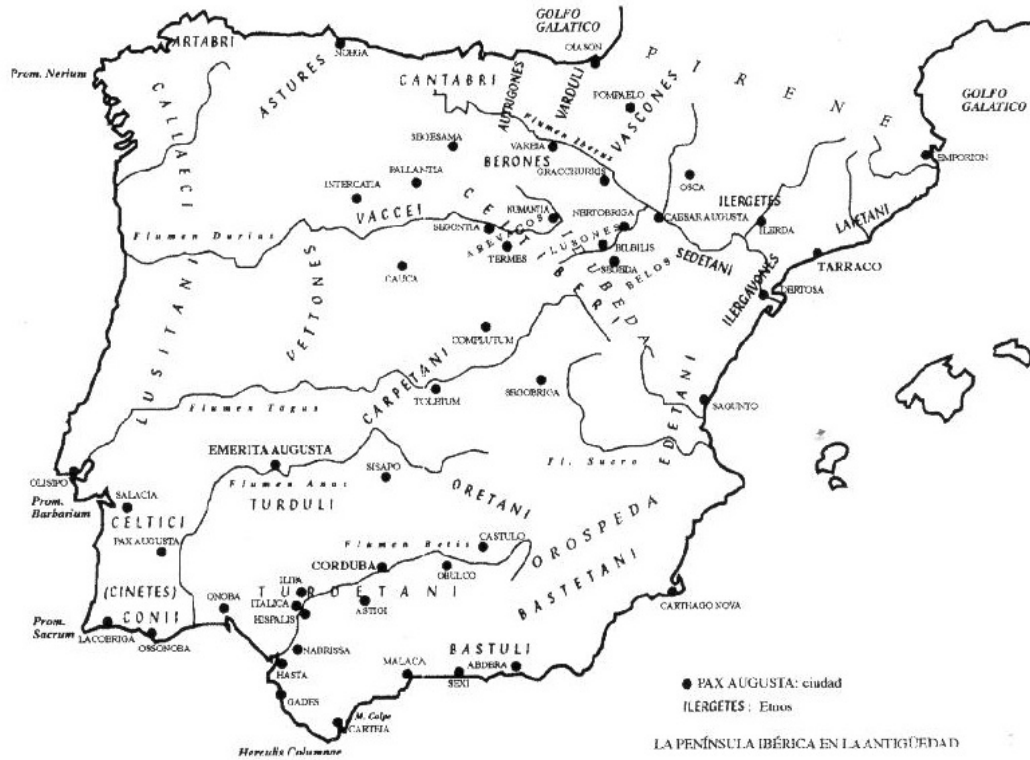 GOLFO
GALATICO
ARTABRI
NOEGA
OIASON
Prom. Nerium
ASTURES
CANTABRI
AUTRIGONES
VARDULI
PIRENE
GOLFO
GALATICO
CALLAECI
POMPAELO
VASCONES
Flumen Iberus
SEGESAMA
VAREIA
BERONES
EMPORION
PALLANTIA
GRACCHURRIS
OSCA
INTERCATIA
VACCEI
CELTIBERI
NUMANTIA
NERTOBRIGA
CAESAR AUGUSTA
ILERGETES
ILERDA
LAIETANI
Flumen Durius
SEGONTIA
AREVACOS
LUSONES
TERMES
BILBILIS
SEGEDA
BELOS
SEDETANI
TARRACO
CAUCA
IDUBEDA
ILERGAVONES
DERTOSA
LUSITANI
VETTONES
COMPLUTUM
CARPETANI
TOLETUM
SEGOBRIGA
SAGUNTO
Flumen Tagus
EDETANI
EMERITA AUGUSTA
SISAPO
Fl. Sucro
OLISIPO
Flumen Anas
ORETANI
Prom.
Barbarium
SALACIA
TURDULI
CELTICI
PAX AUGUSTA
Flumen Betis
CASTULO
OROSPEDA
CORDUBA
OBULCO
BASTETANI
(CINETES)
CONII
ONOBA
ILIPA
TURDETANI
ITALICA
ASTIGI
HISPALIS
CARTHAGO NOVA
Prom.
Sacrum
LACOBRIGA
OSSONOBA
NABRISSA
BASTULI
HASTA
MALACA
SEXI
ABDERA
GADES
M. Calpe
CARTEIA
Herculis Columnae
PAX AUGUSTA: ciudad
ILERGETES: Etnos
LA PENÍNSULA IBÉRICA EN LA ANTIGÜEDAD